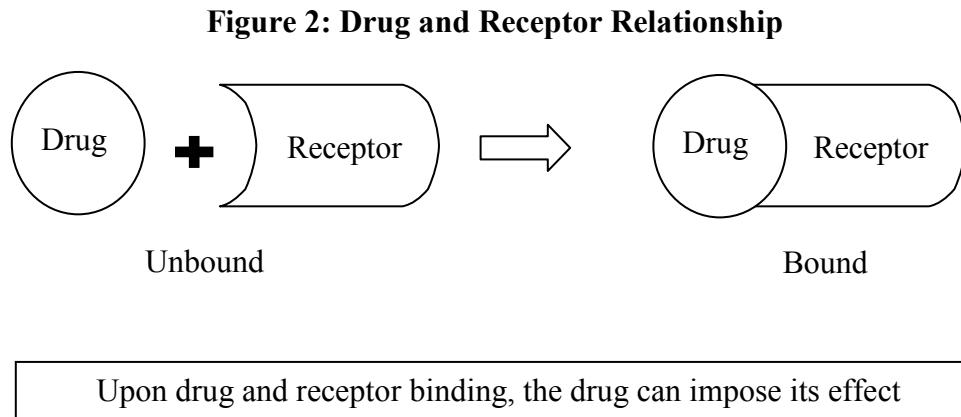 Figure 2: Drug and Receptor Relationship
Drug
Receptor
Drug
Receptor
Unbound
Bound
Upon drug and receptor binding, the drug can impose its effect